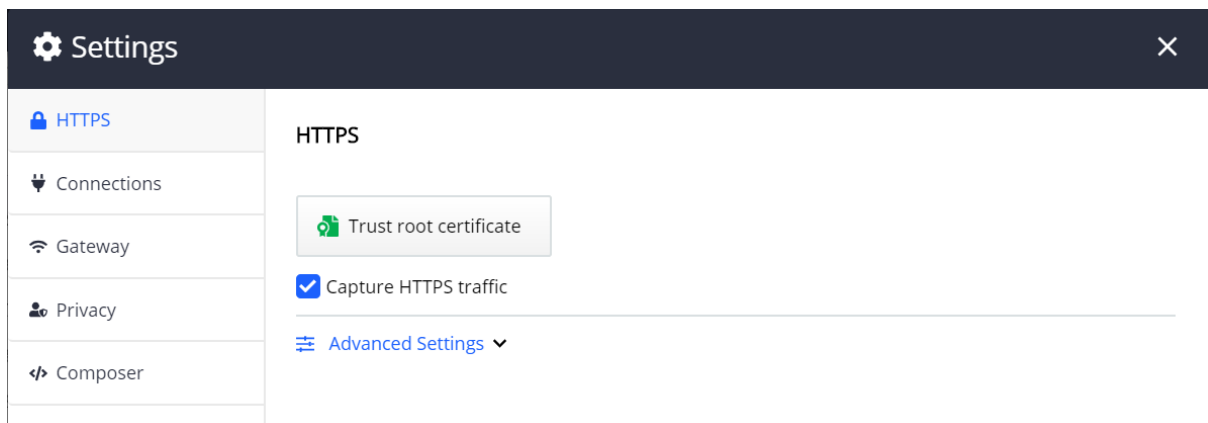 Settings
HTTPS
Connections
Gateway
Privacy
Composer
HTTPS
Trust root certificate
Capture HTTPS traffic
Advanced Settings